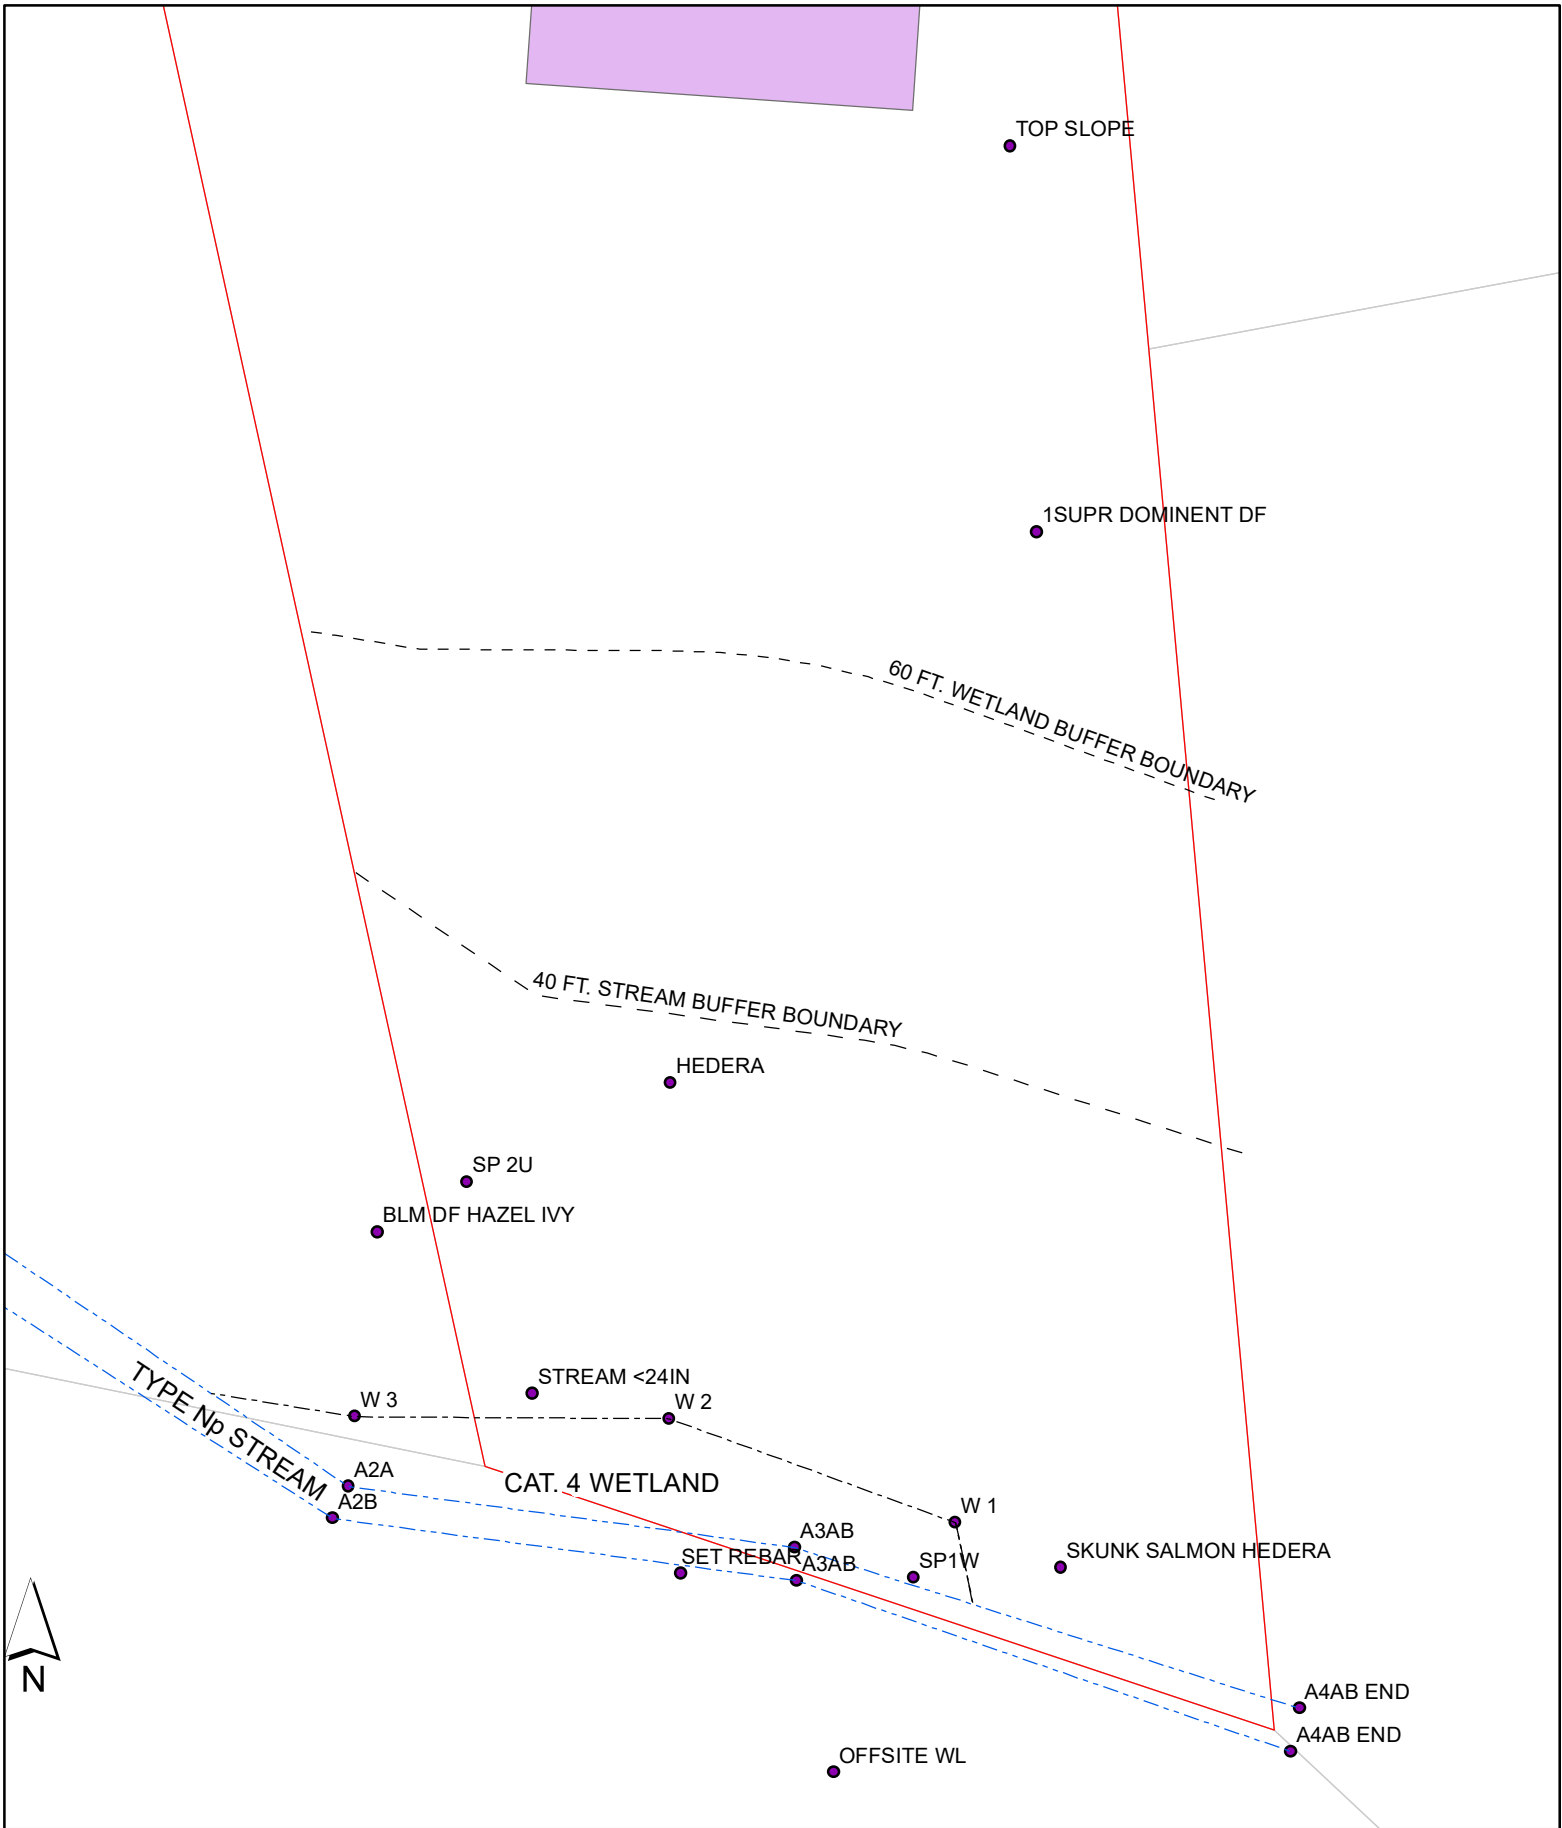 TOP SLOPE
1SUPR DOMINENT DF
60 FT. WETLAND BUFFER BOUNDARY
40 FT. STREAM BUFFER BOUNDARY
HEDERA
SP 2U
BLM DF HAZEL IVY
STREAM <24IN
W 3
W 2
TYPE Np STREAM
A2A
CAT. 4 WETLAND
A2B
W 1
A3AB
SKUNK SALMON HEDERA
SET REBAR
A3AB
SP1W
N
A4AB END
A4AB END
OFFSITE WL